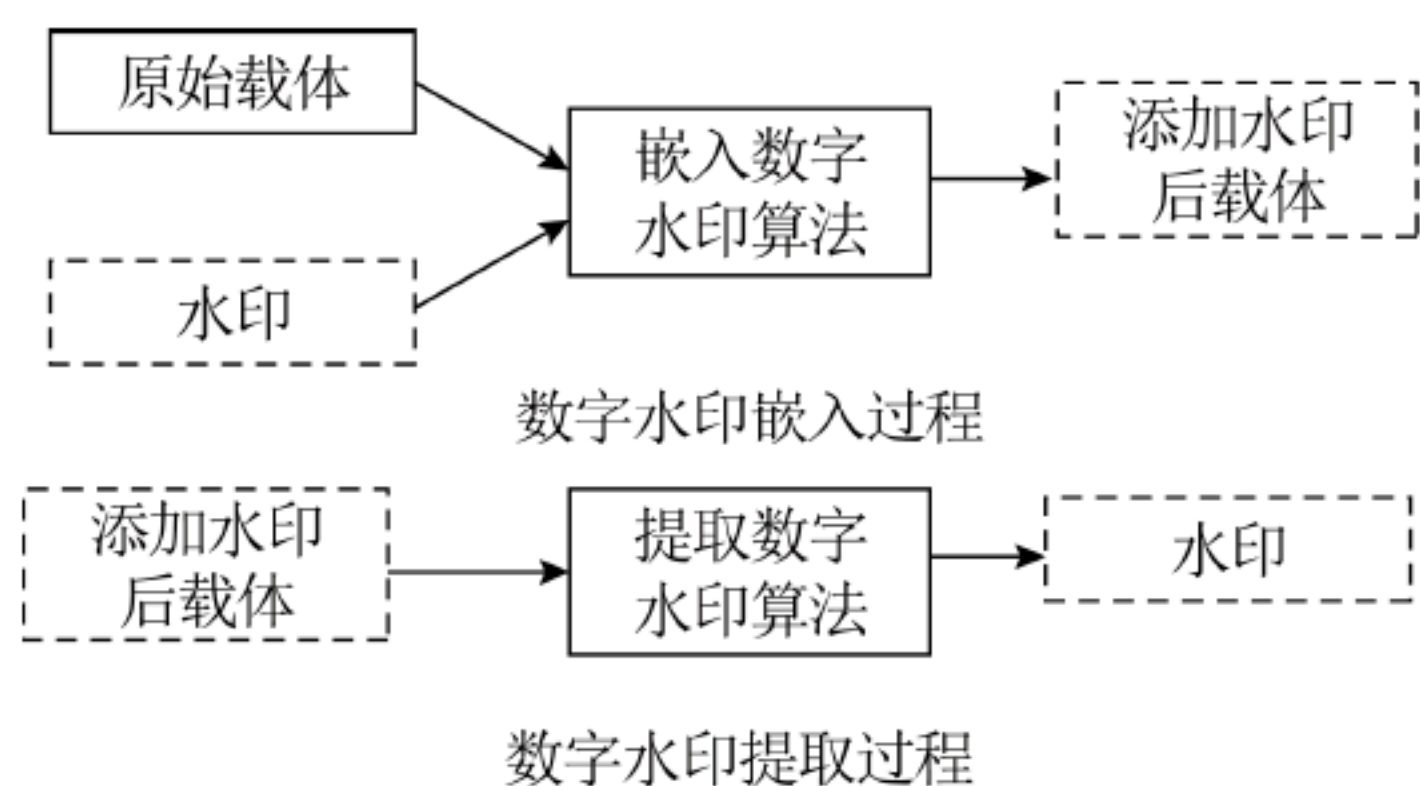 原始载体
嵌入数字
水印算法
添加水印
后载体
水印
数字水印嵌入过程
添加水印
后载体
提取数字
水印算法
水印
数字水印提取过程